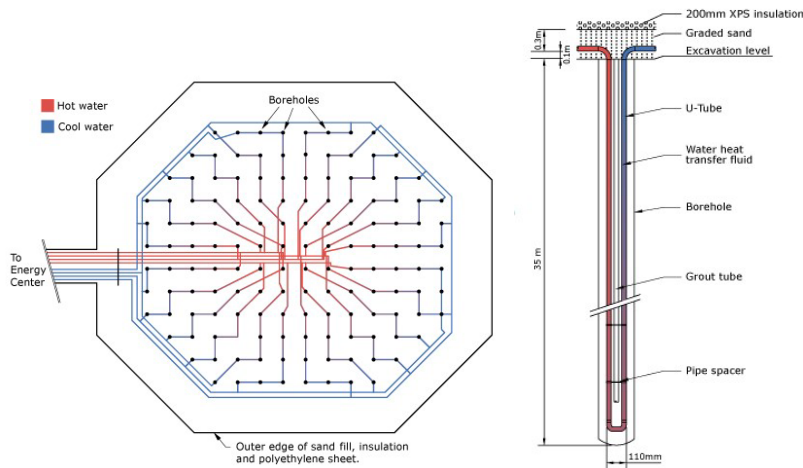 Hot water
Cool water
Boreholes
To
Energy
Center
Outer edge of sand fill, insulation
and polyethylene sheet.
200mm XPS insulation
Graded sand
Excavation level
0.3m
0.1m
U-Tube
Water heat
transfer fluid
Borehole
35 m
Grout tube
Pipe spacer
110mm